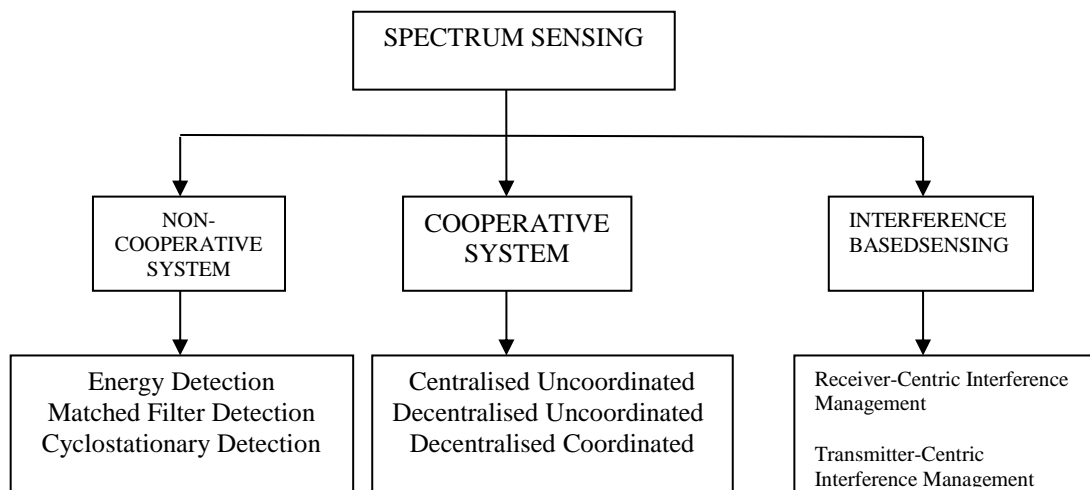 SPECTRUM SENSING
NON-
COOPERATIVE
SYSTEM
COOPERATIVE
SYSTEM
INTERFERENCE
BASEDSENSING
Energy Detection
Matched Filter Detection
Cyclostationary Detection
Centralised Uncoordinated
Decentralised Uncoordinated
Decentralised Coordinated
Receiver-Centric Interference
Management
Transmitter-Centric
Interference Management